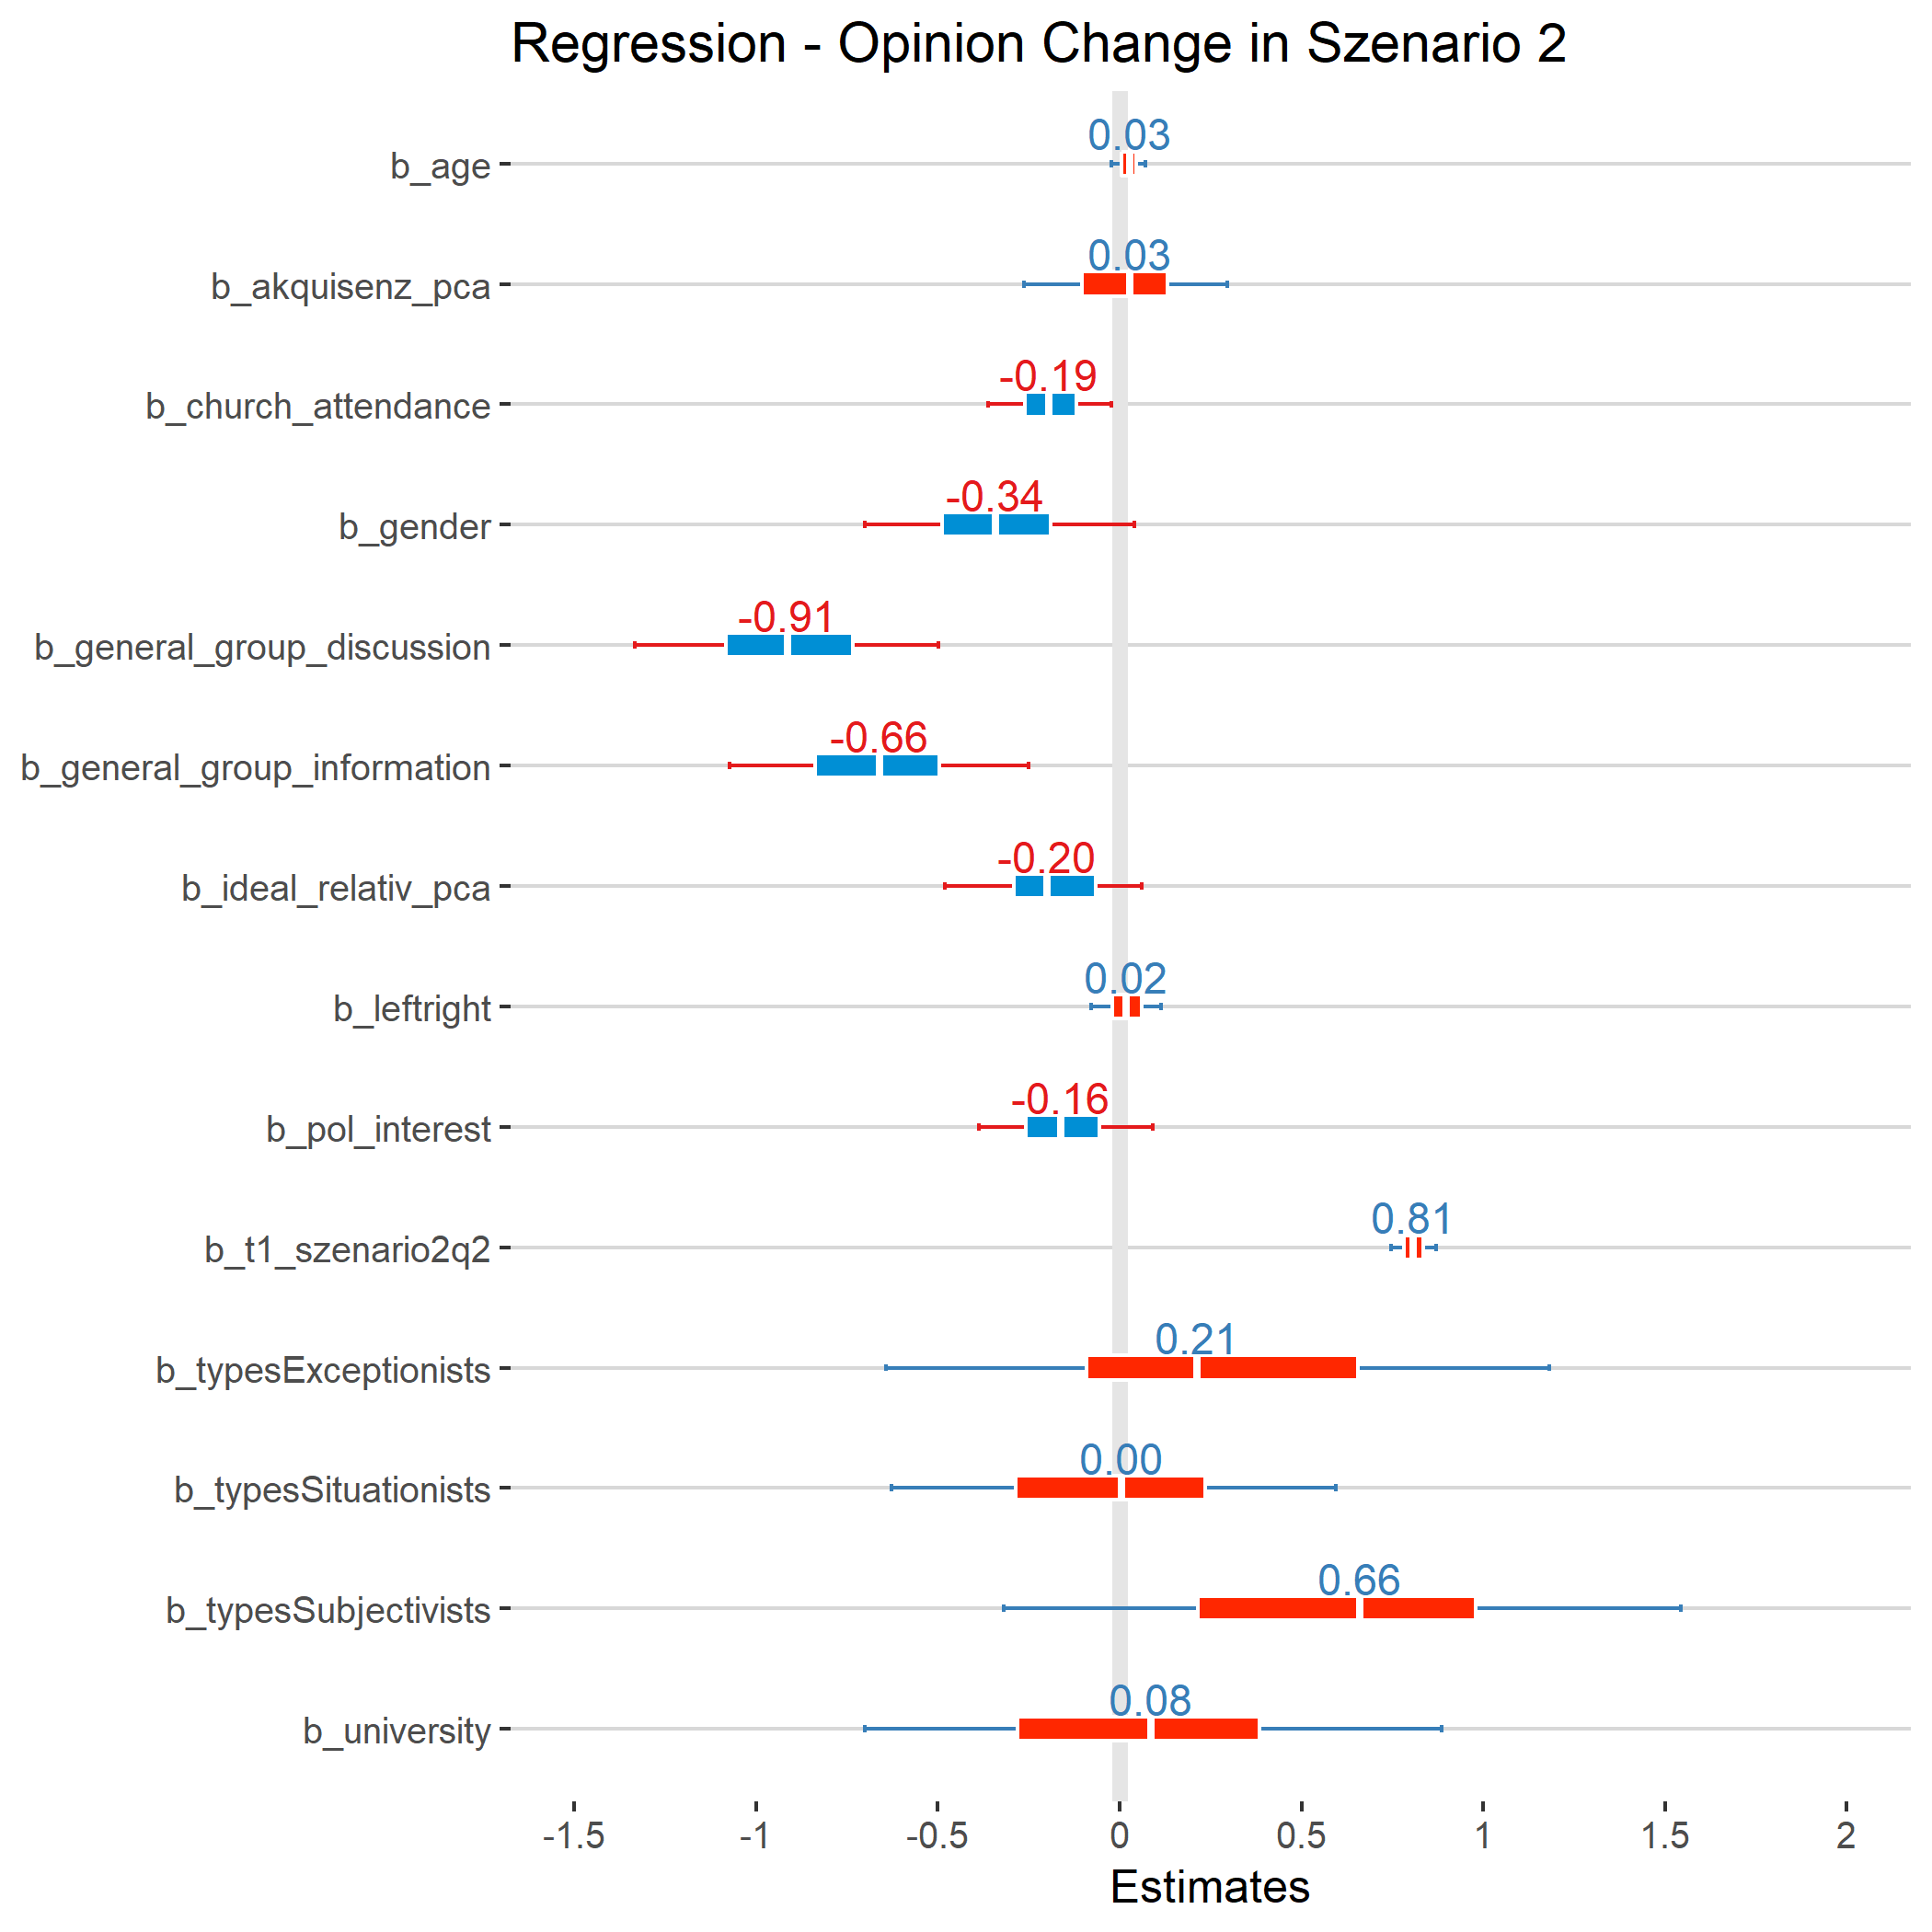 Regression - Opinion Change in Szenario 2
b_age
0.03
b_akquisenz_pca
0.03
b_church_attendance
-0.19
b_gender
-0.34
b_general_group_discussion
-0.91
b_general_group_information
-0.66
b_ideal_relativ_pca
-0.20
b_leftright
0.02
b_pol_interest
-0.16
b_t1_szenario2q2
0.81
b_typesExceptionists
0.21
b_typesSituationists
0.00
b_typesSubjectivists
0.66
b_university
0.08
-1.5 -1 -0.5 0 0.5 1 1.5 2
Estimates